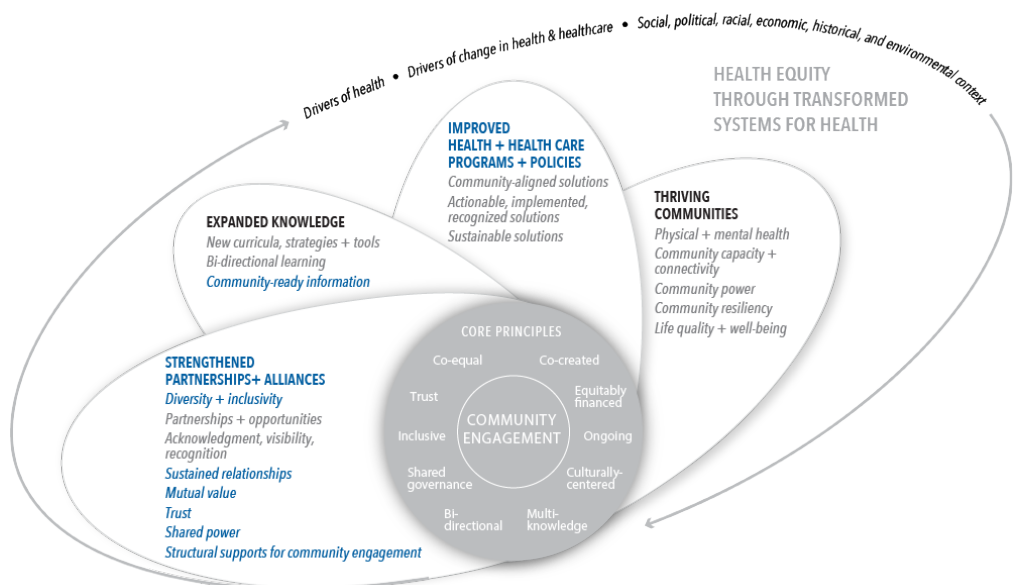 Drivers of health • Drivers of change in health & healthcare • Social, political, racial, economic, historical, and environmental context
HEALTH EQUITY
THROUGH TRANSFORMED
SYSTEMS FOR HEALTH
IMPROVED
HEALTH + HEALTH CARE
PROGRAMS + POLICIES
Community-aligned solutions
Actionable, implemented,
recognized solutions
Sustainable solutions
THRIVING
COMMUNITIES
Physical + mental health
Community capacity +
connectivity
Community power
Community resiliency
Life quality + well-being
EXPANDED KNOWLEDGE
New curricula, strategies + tools
Bi-directional learning
Community-ready information
STRENGTHENED
PARTNERSHIPS+ ALLIANCES
Diversity + inclusivity
Partnerships + opportunities
Acknowledgment, visibility,
recognition
Sustained relationships
Mutual value
Trust
Shared power
Structural supports for community engagement
CORE PRINCIPLES
Co-equal
Co-created
Trust
Equitably
financed
Inclusive
COMMUNITY
ENGAGEMENT
Ongoing
Shared
governance
Culturally-
centered
Bi-
directional
Multi-
knowledge